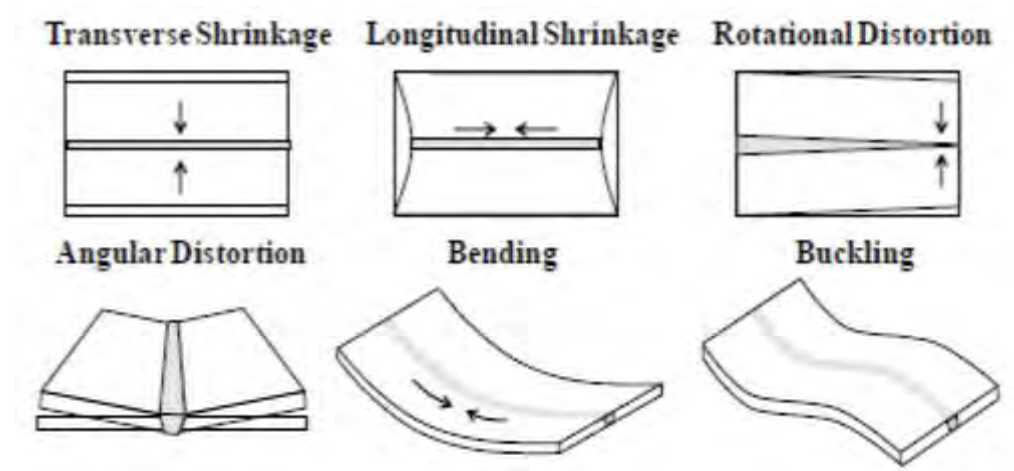 Transverse Shrinkage Longitudinal Shrinkage Rotational Distortion
Angular Distortion Bending Buckling